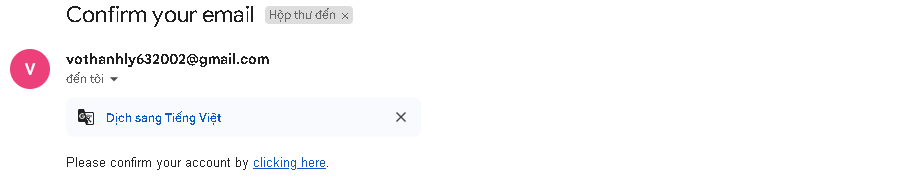 Confirm your email Hộp thư đến ×
V vothanhly632002@gmail.com
đến tôi
Dịch sang Tiếng Việt
Please confirm your account by clicking here.